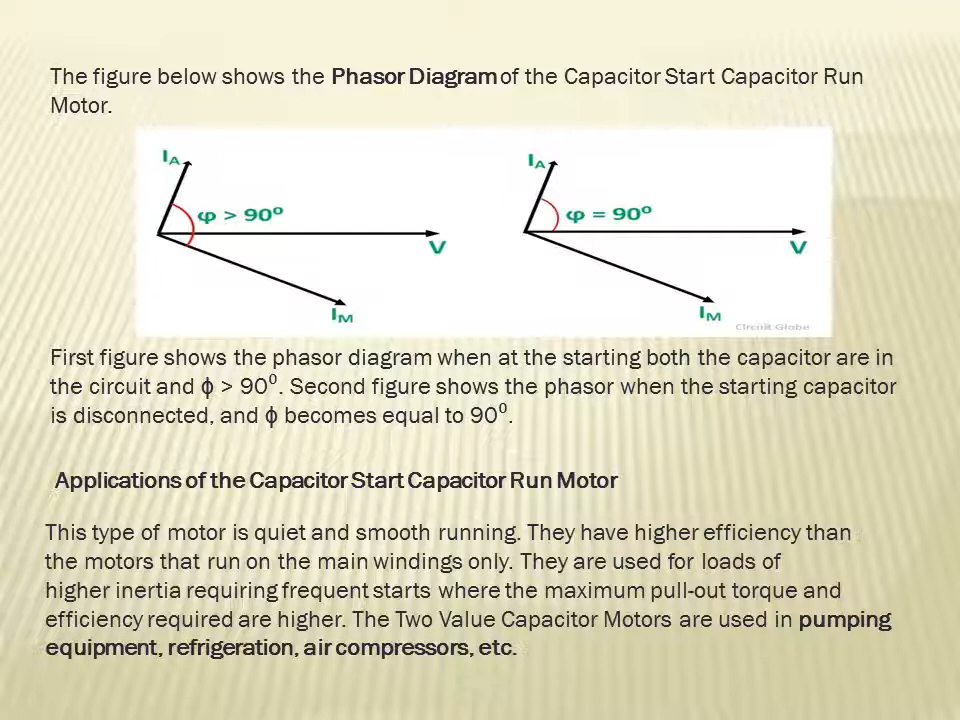 The figure below shows the Phasor Diagram of the Capacitor Start Capacitor Run
Motor.
I_A
φ > 90⁰
V
I_M
I_A
φ = 90⁰
V
I_M
Circuit Globe
First figure shows the phasor diagram when at the starting both the capacitor are in
the circuit and ϕ > 90⁰. Second figure shows the phasor when the starting capacitor
is disconnected, and ϕ becomes equal to 90⁰.
Applications of the Capacitor Start Capacitor Run Motor
This type of motor is quiet and smooth running. They have higher efficiency than
the motors that run on the main windings only. They are used for loads of
higher inertia requiring frequent starts where the maximum pull-out torque and
efficiency required are higher. The Two Value Capacitor Motors are used in pumping
equipment, refrigeration, air compressors, etc.